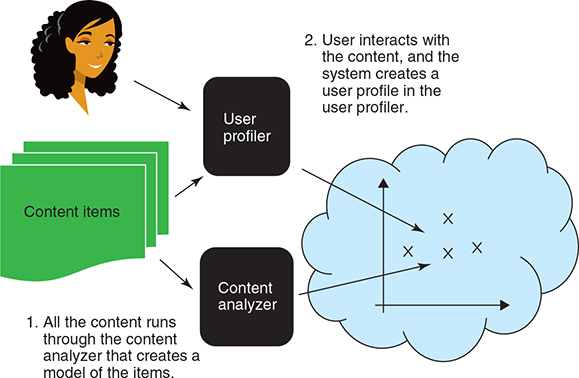 2. User interacts with
the content, and the
system creates a
user profile in the
user profiler.
User
profiler
Content items
Content
analyzer
1. All the content runs
through the content
analyzer that creates a
model of the items.